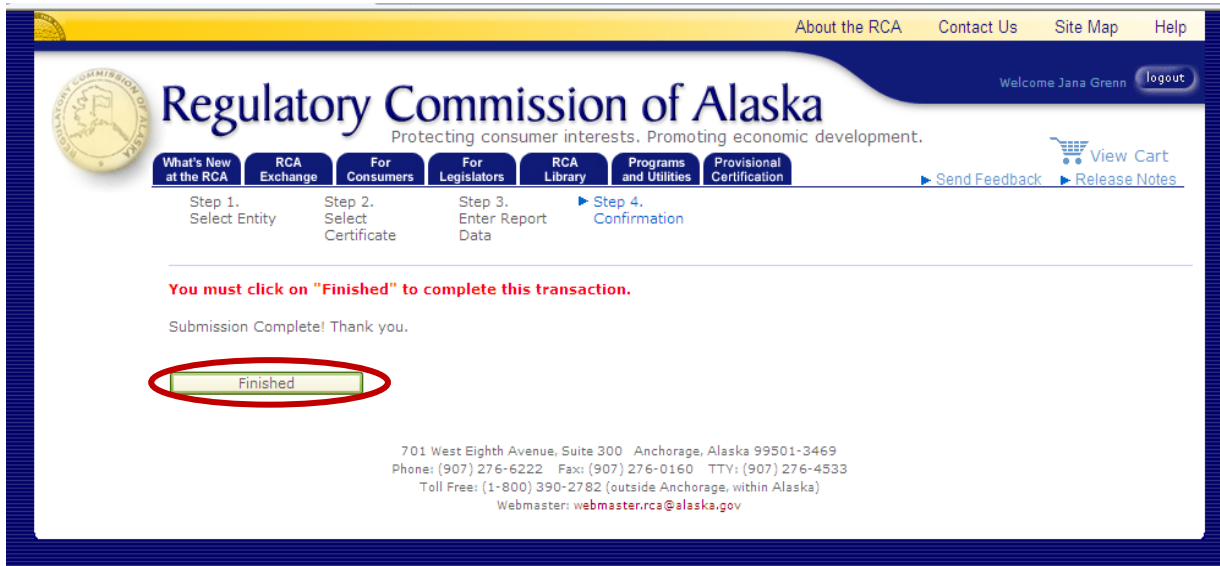 About the RCA Contact Us Site Map Help
Welcome Jana Grenn logout
REGULATORY COMMISSION OF ALASKA
Regulatory Commission of Alaska
Protecting consumer interests. Promoting economic development.
View Cart
What's New at the RCA
RCA Exchange
For Consumers
For Legislators
RCA Library
Programs and Utilities
Provisional Certification
Send Feedback Release Notes
Step 1.
Select Entity
Step 2.
Select
Certificate
Step 3.
Enter Report
Data
Step 4.
Confirmation
You must click on "Finished" to complete this transaction.
Submission Complete! Thank you.
Finished
701 West Eighth Avenue, Suite 300 Anchorage, Alaska 99501-3469
Phone: (907) 276-6222 Fax: (907) 276-0160 TTY: (907) 276-4533
Toll Free: (1-800) 390-2782 (outside Anchorage, within Alaska)
Webmaster: webmaster.rca@alaska.gov